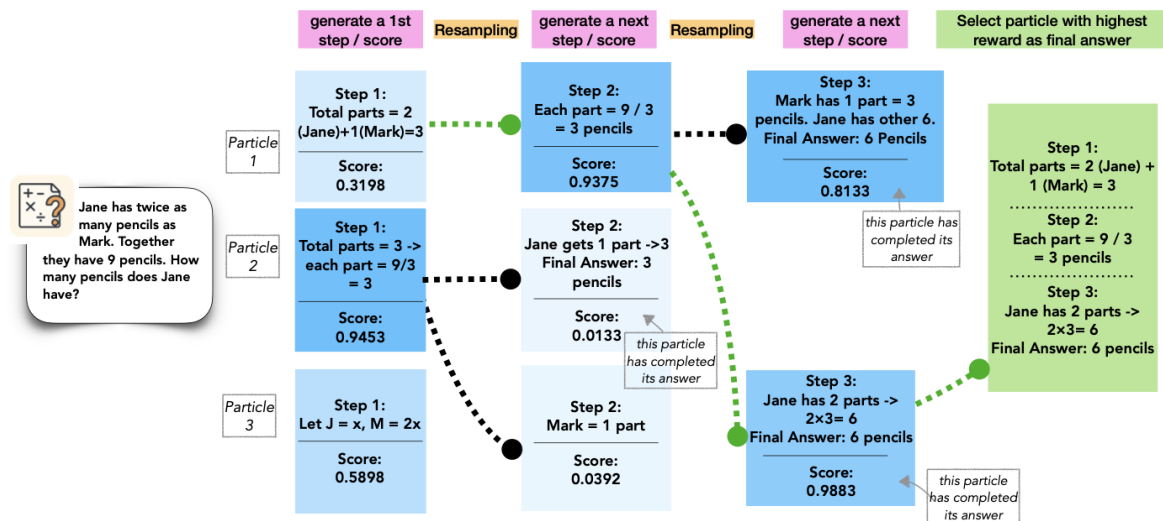 generate a 1st
step / score
Resampling
generate a next
step / score
Resampling
generate a next
step / score
Select particle with highest
reward as final answer
Particle
1
Step 1:
Total parts = 2
(Jane)+1(Mark)=3
Score:
0.3198
Step 2:
Each part = 9 / 3
= 3 pencils
Score:
0.9375
Step 3:
Mark has 1 part = 3
pencils. Jane has other 6.
Final Answer: 6 Pencils
Score:
0.8133
this particle has
completed its
answer
+-
×÷?
Jane has twice as
many pencils as
Mark. Together
they have 9 pencils. How
many pencils does Jane
have?
Particle
2
Step 1:
Total parts = 3 ->
each part = 9/3
= 3
Score:
0.9453
Step 2:
Jane gets 1 part ->3
Final Answer: 3
pencils
Score:
0.0133
this particle
has completed
its answer
Particle
3
Step 1:
Let J = x, M = 2x
Score:
0.5898
Step 2:
Mark = 1 part
Score:
0.0392
Step 3:
Jane has 2 parts ->
2×3= 6
Final Answer: 6 pencils
Score:
0.9883
this particle
has completed
its answer
Step 1:
Total parts = 2 (Jane) +
1 (Mark) = 3
Step 2:
Each part = 9 / 3
= 3 pencils
Step 3:
Jane has 2 parts ->
2×3= 6
Final Answer: 6 pencils